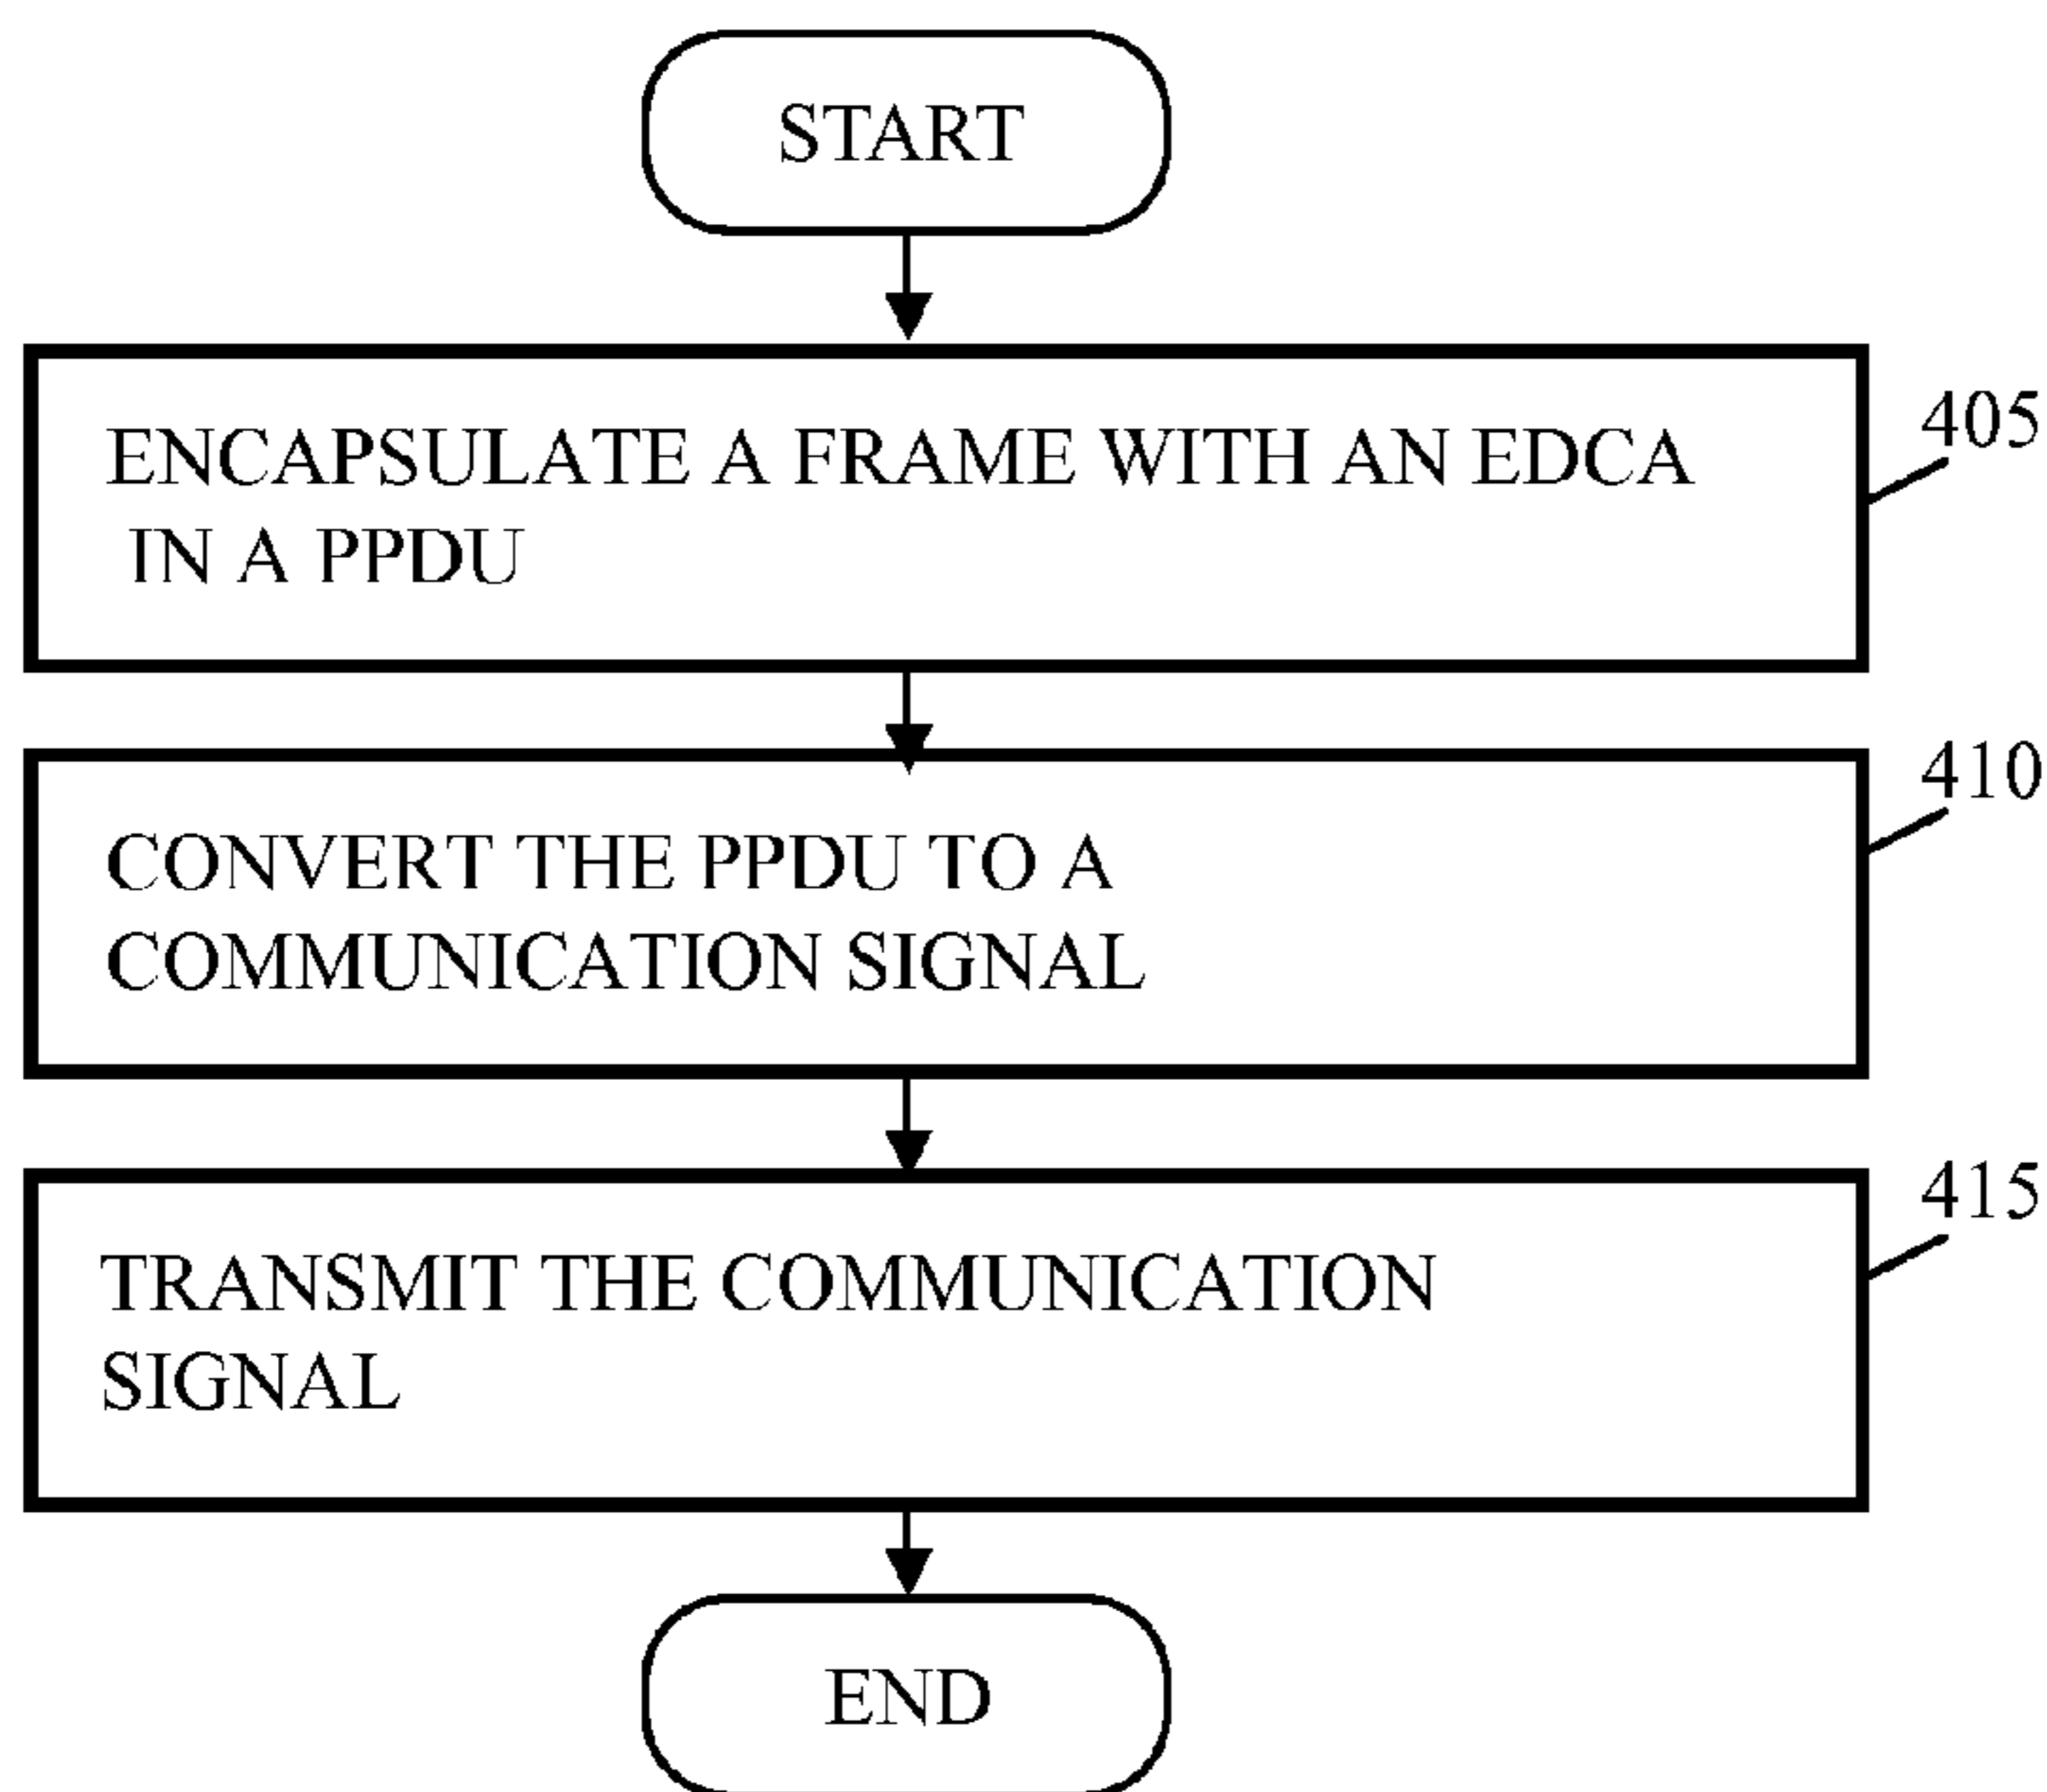 START
ENCAPSULATE A FRAME WITH AN EDCA
IN A PPDU
405
CONVERT THE PPDU TO A
COMMUNICATION SIGNAL
410
TRANSMIT THE COMMUNICATION
SIGNAL
415
END